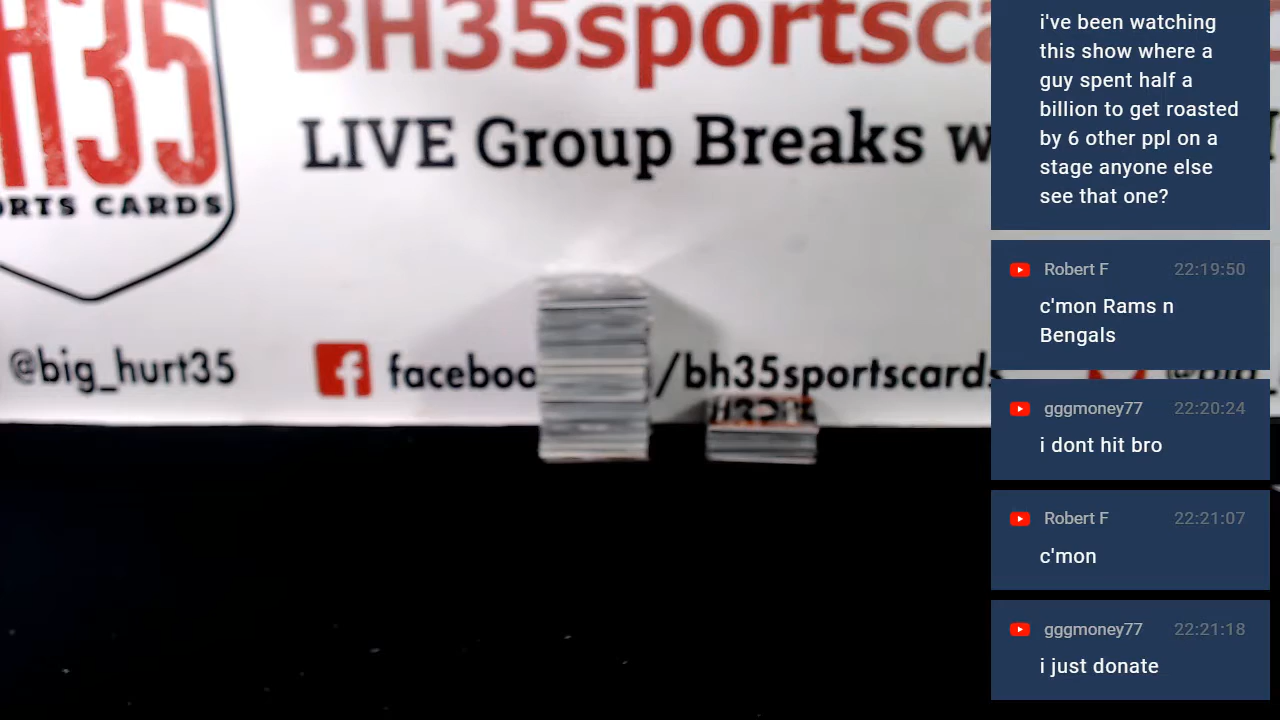 H35
ORTS CARDS
BH35sportsca
LIVE Group Breaks w
@big_hurt35
faceboo
/bh35sportscards
i've been watching
this show where a
guy spent half a
billion to get roasted
by 6 other ppl on a
stage anyone else
see that one?
Robert F 22:19:50
c'mon Rams n
Bengals
gggmoney77 22:20:24
i dont hit bro
Robert F 22:21:07
c'mon
gggmoney77 22:21:18
i just donate